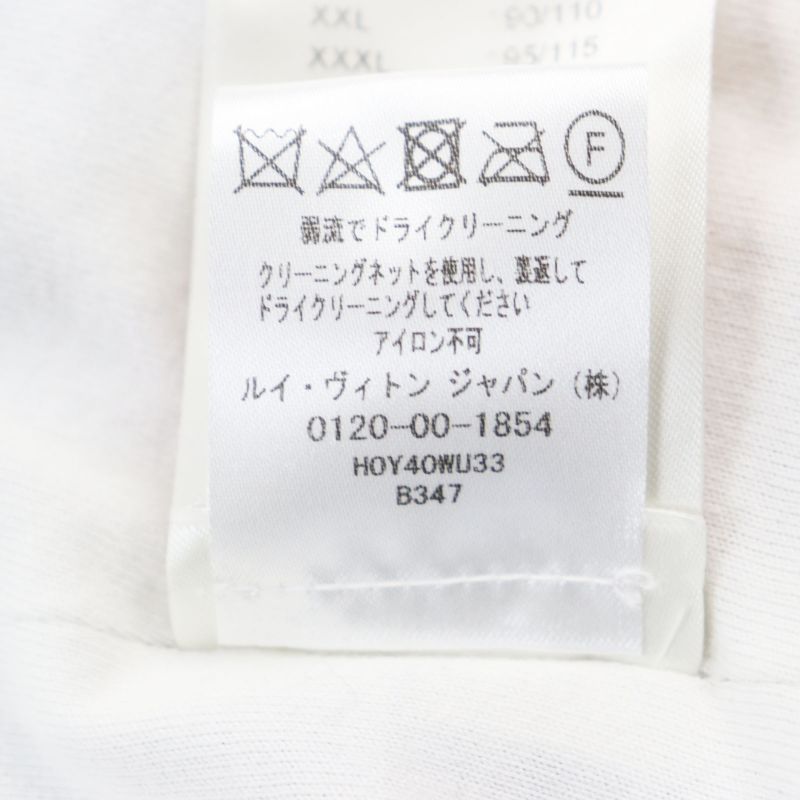 XXL 90/110
XXXL 95/115
F
弱流でドライクリーニング
クリーニングネットを使用し、裏返して
ドライクリーニングしてください
アイロン不可
ルイ・ヴィトン ジャパン（株）
0120-00-1854
H0Y40WU33
B347